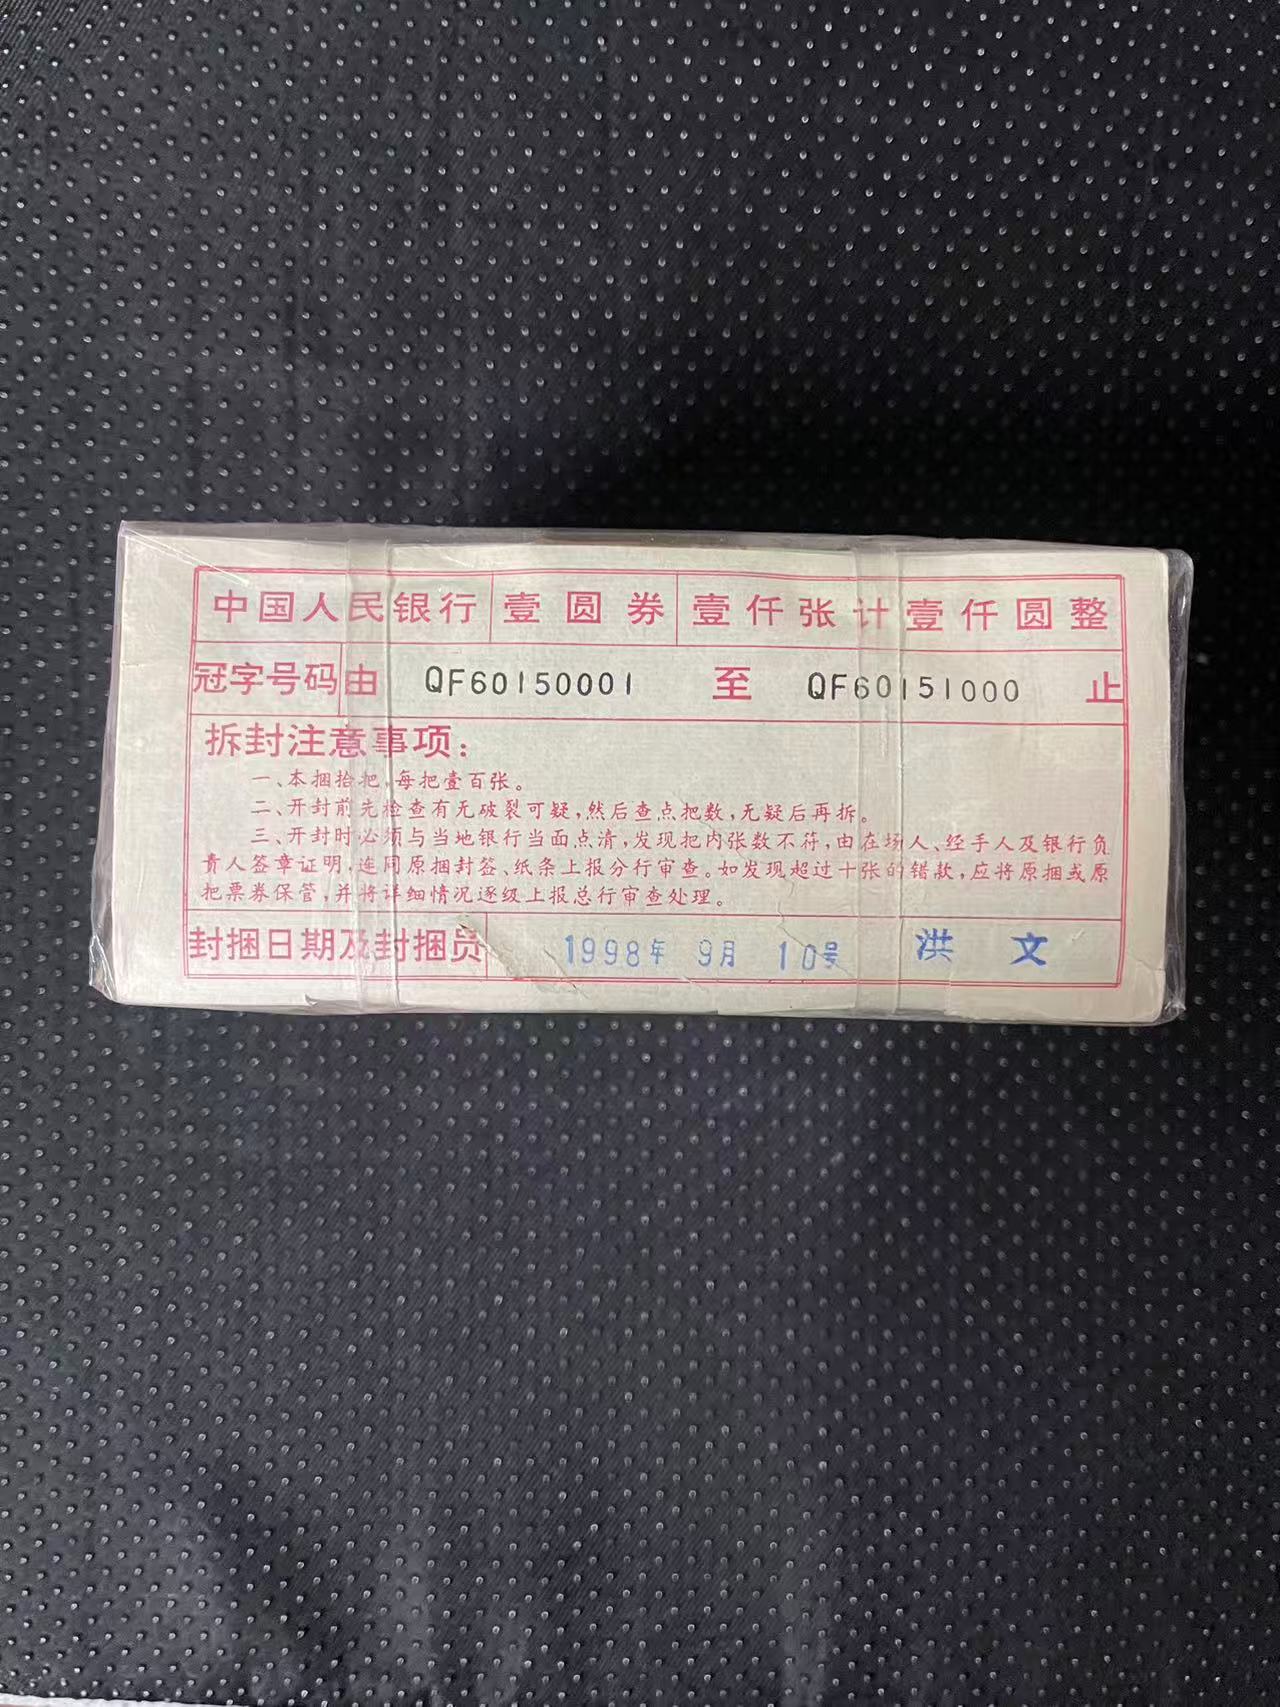 中国人民银行 壹圆券 壹仟张计壹仟圆整
冠字号码 由 QF60150001 至 QF60151000 止
拆封注意事项：
一、本捆拾把，每把壹百张。
二、开封前先检查有无破裂可疑，然后查点把数，无疑后再拆。
三、开封时必须与当地银行当面点清，发现把内张数不符，由在场人、经手人及银行负
责人签章证明，连同原捆封签、纸条上报分行审查。如发现超过十张的错款，应将原捆或原
把票券保管，并将详细情况逐级上报总行审查处理。
封捆日期及封捆员 1998年 9月 10号 洪文